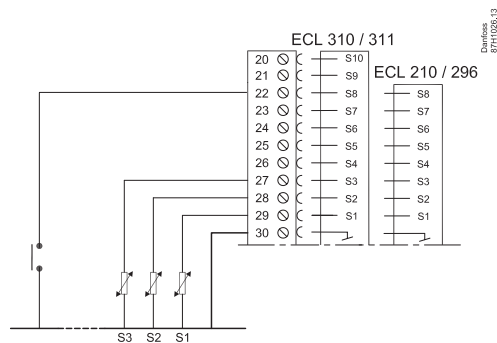 Danfoss
87H1026.13
ECL 310 / 311
ECL 210 / 296
20 S10
21 S9
22 S8 S8
23 S7 S7
24 S6 S6
25 S5 S5
26 S4 S4
27 S3 S3
28 S2 S2
29 S1 S1
30
S3 S2 S1